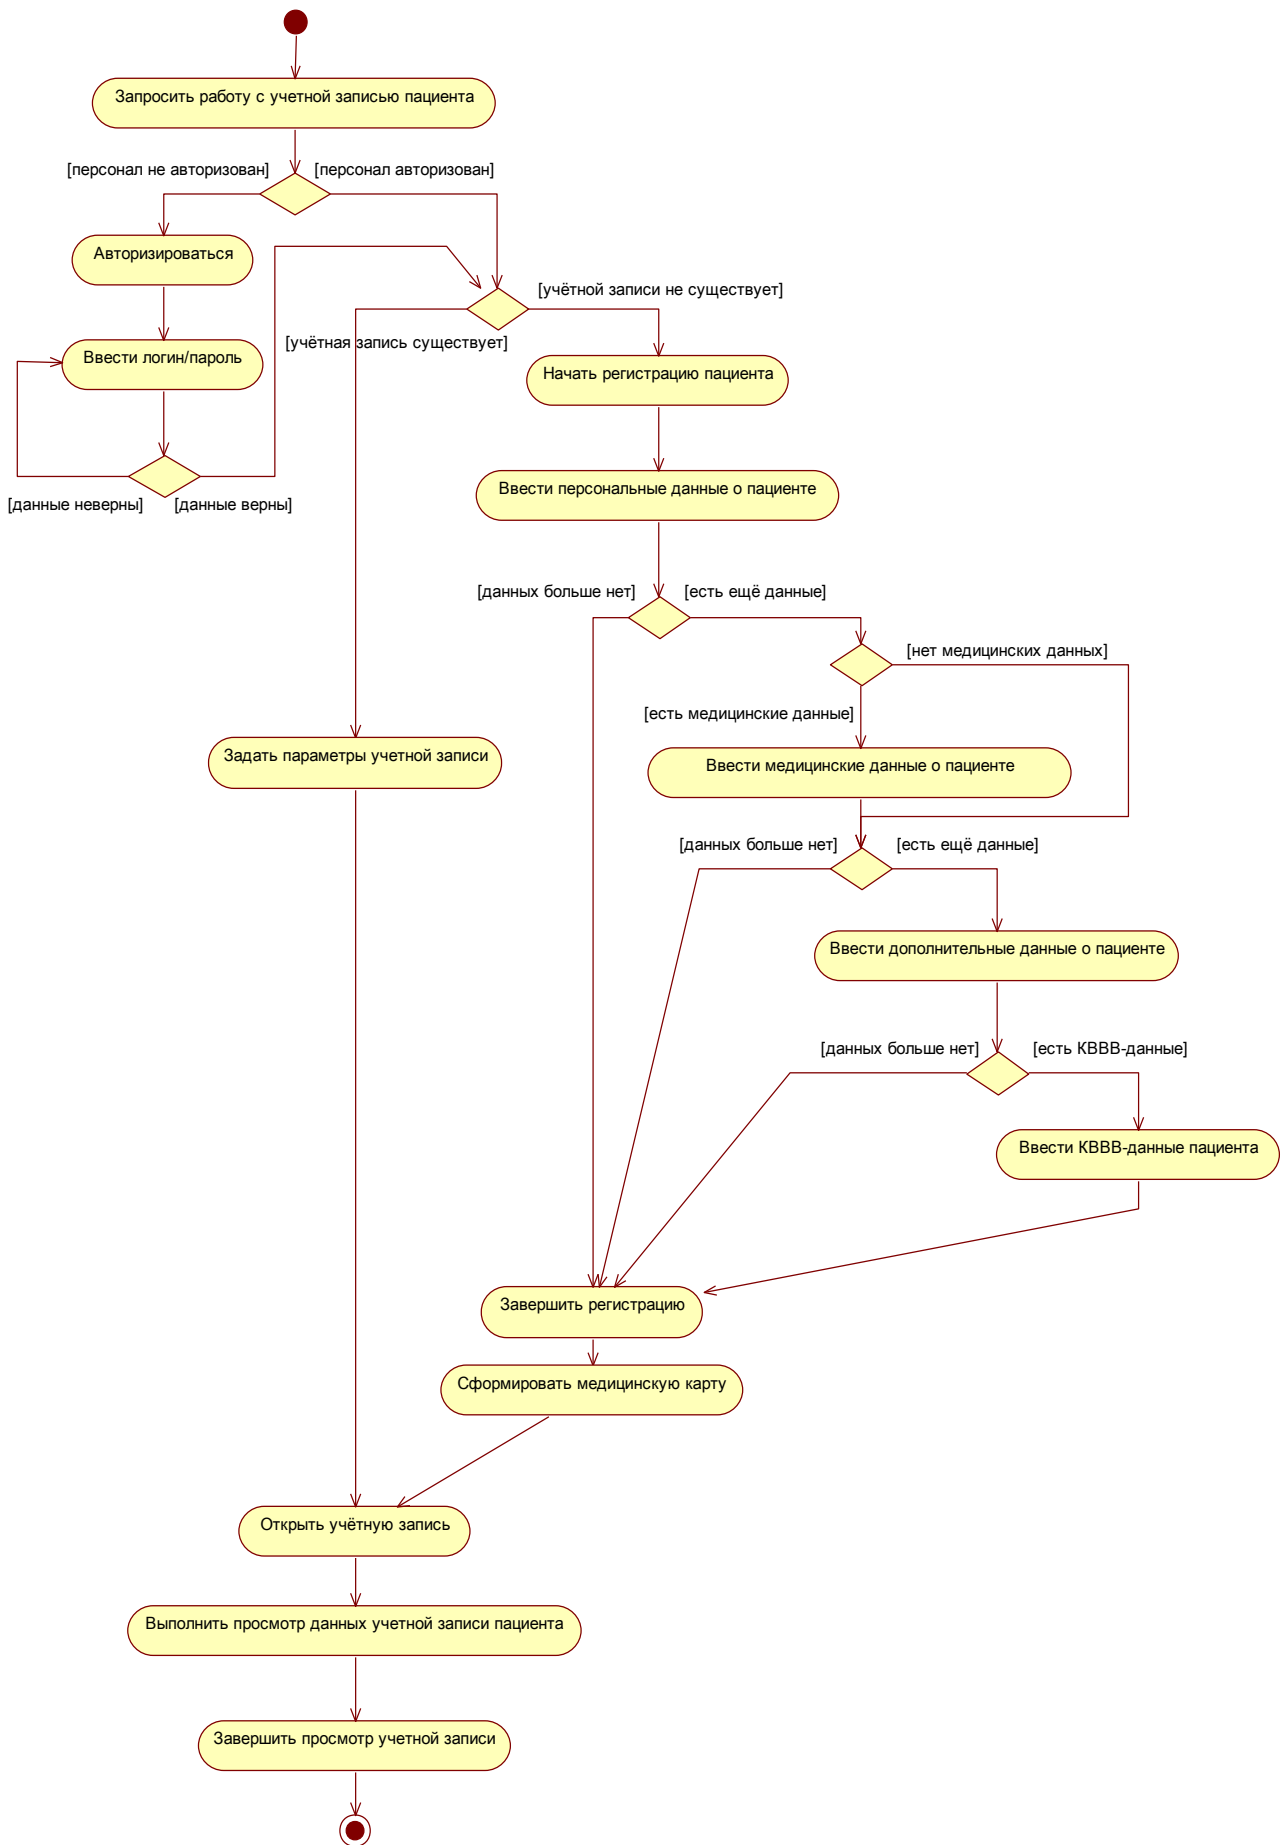 Запросить работу с учетной записью пациента
[персонал не авторизован]
[персонал авторизован]
Авторизироваться
[учётной записи не существует]
[учётная запись существует]
Ввести логин/пароль
Начать регистрацию пациента
Ввести персональные данные о пациенте
[данные неверны]
[данные верны]
[данных больше нет]
[есть ещё данные]
[нет медицинских данных]
[есть медицинские данные]
Задать параметры учетной записи
Ввести медицинские данные о пациенте
[данных больше нет]
[есть ещё данные]
Ввести дополнительные данные о пациенте
[данных больше нет]
[есть КВВВ-данные]
Ввести КВВВ-данные пациента
Завершить регистрацию
Сформировать медицинскую карту
Открыть учётную запись
Выполнить просмотр данных учетной записи пациента
Завершить просмотр учетной записи